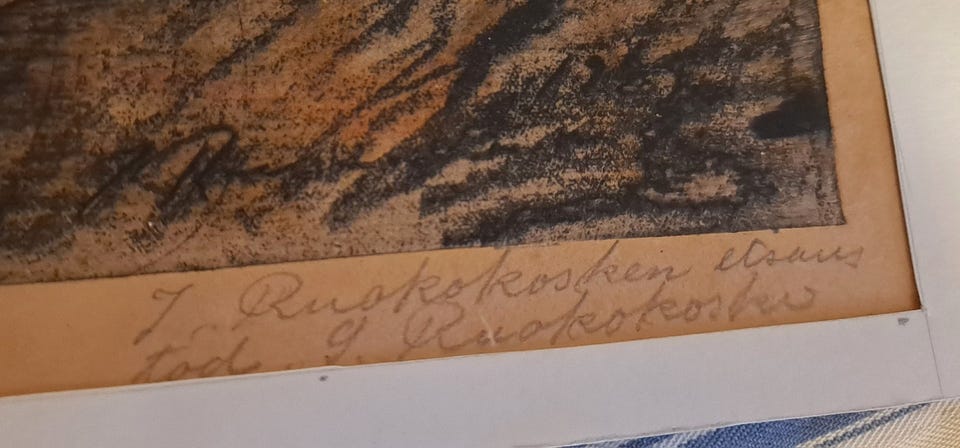 J. Ruokokosken etsaus
tod. G. Ruokokoski